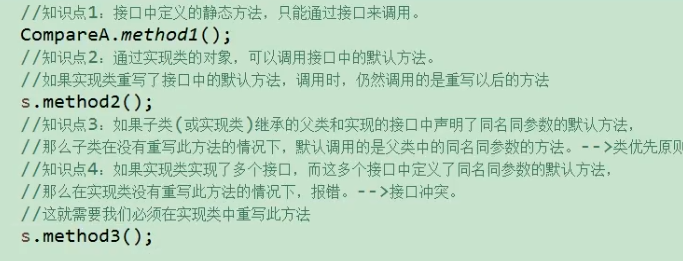 //知识点1：接口中定义的静态方法，只能通过接口来调用。
CompareA.method1();
//知识点2：通过实现类的对象，可以调用接口中的默认方法。
//如果实现类重写了接口中的默认方法，调用时，仍然调用的是重写以后的方法
s.method2();
//知识点3：如果子类(或实现类)继承的父类和实现的接口中声明了同名同参数的默认方法，
//那么子类在没有重写此方法的情况下，默认调用的是父类中的同名同参数的方法。-->类优先原则
//知识点4：如果实现类实现了多个接口，而这多个接口中定义了同名同参数的默认方法，
//那么在实现类没有重写此方法的情况下，报错。-->接口冲突。
//这就需要我们必须在实现类中重写此方法
s.method3();